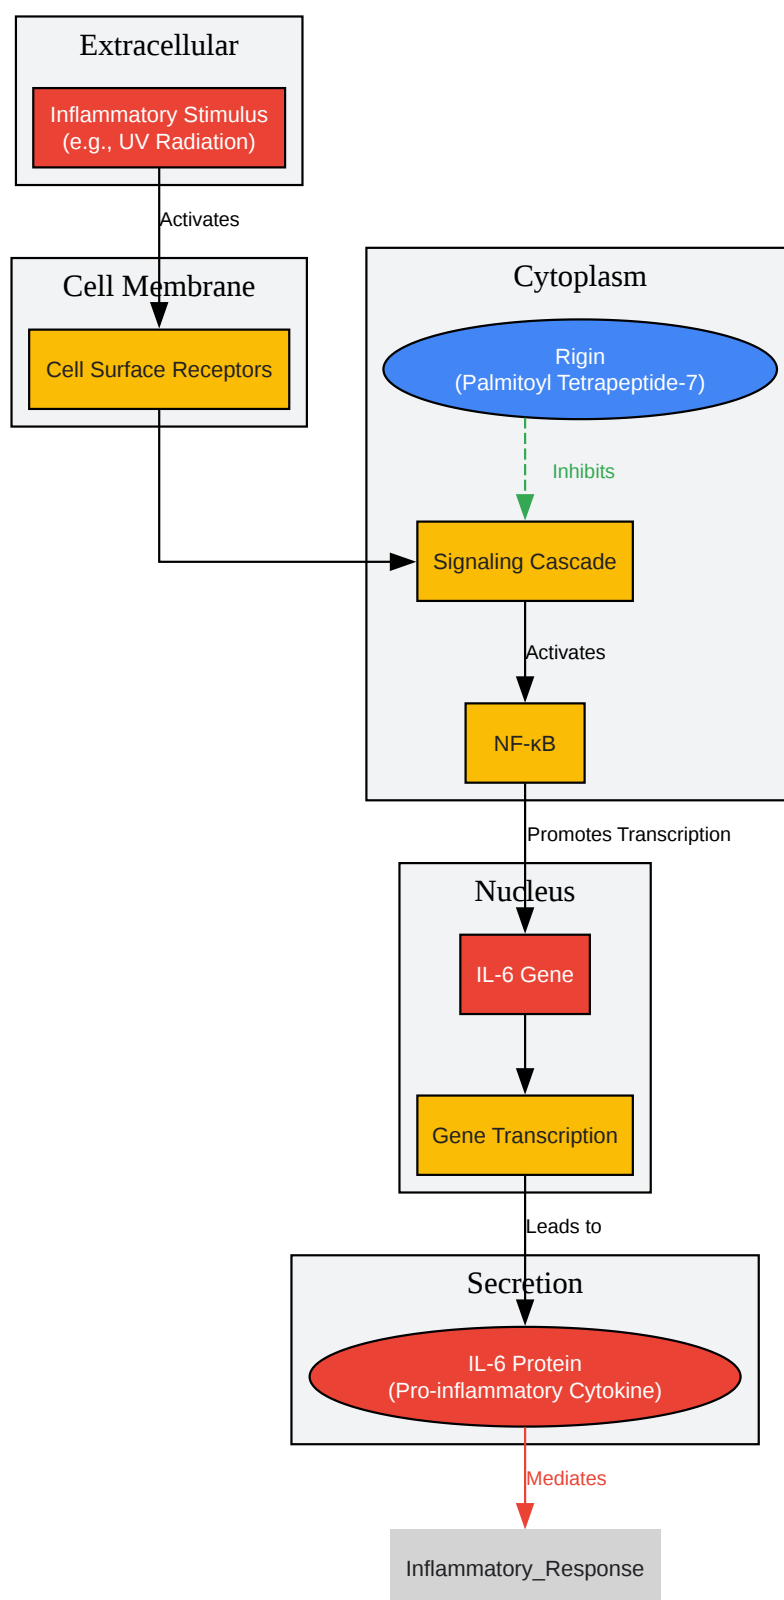 Extracellular
Inflammatory Stimulus
(e.g., UV Radiation)
Activates
Cell Membrane
Cell Surface Receptors
Cytoplasm
Rigin
(Palmitoyl Tetrapeptide-7)
Inhibits
Signaling Cascade
Activates
NF-κB
Promotes Transcription
Nucleus
IL-6 Gene
Gene Transcription
Leads to
Secretion
IL-6 Protein
(Pro-inflammatory Cytokine)
Mediates
Inflammatory_Response